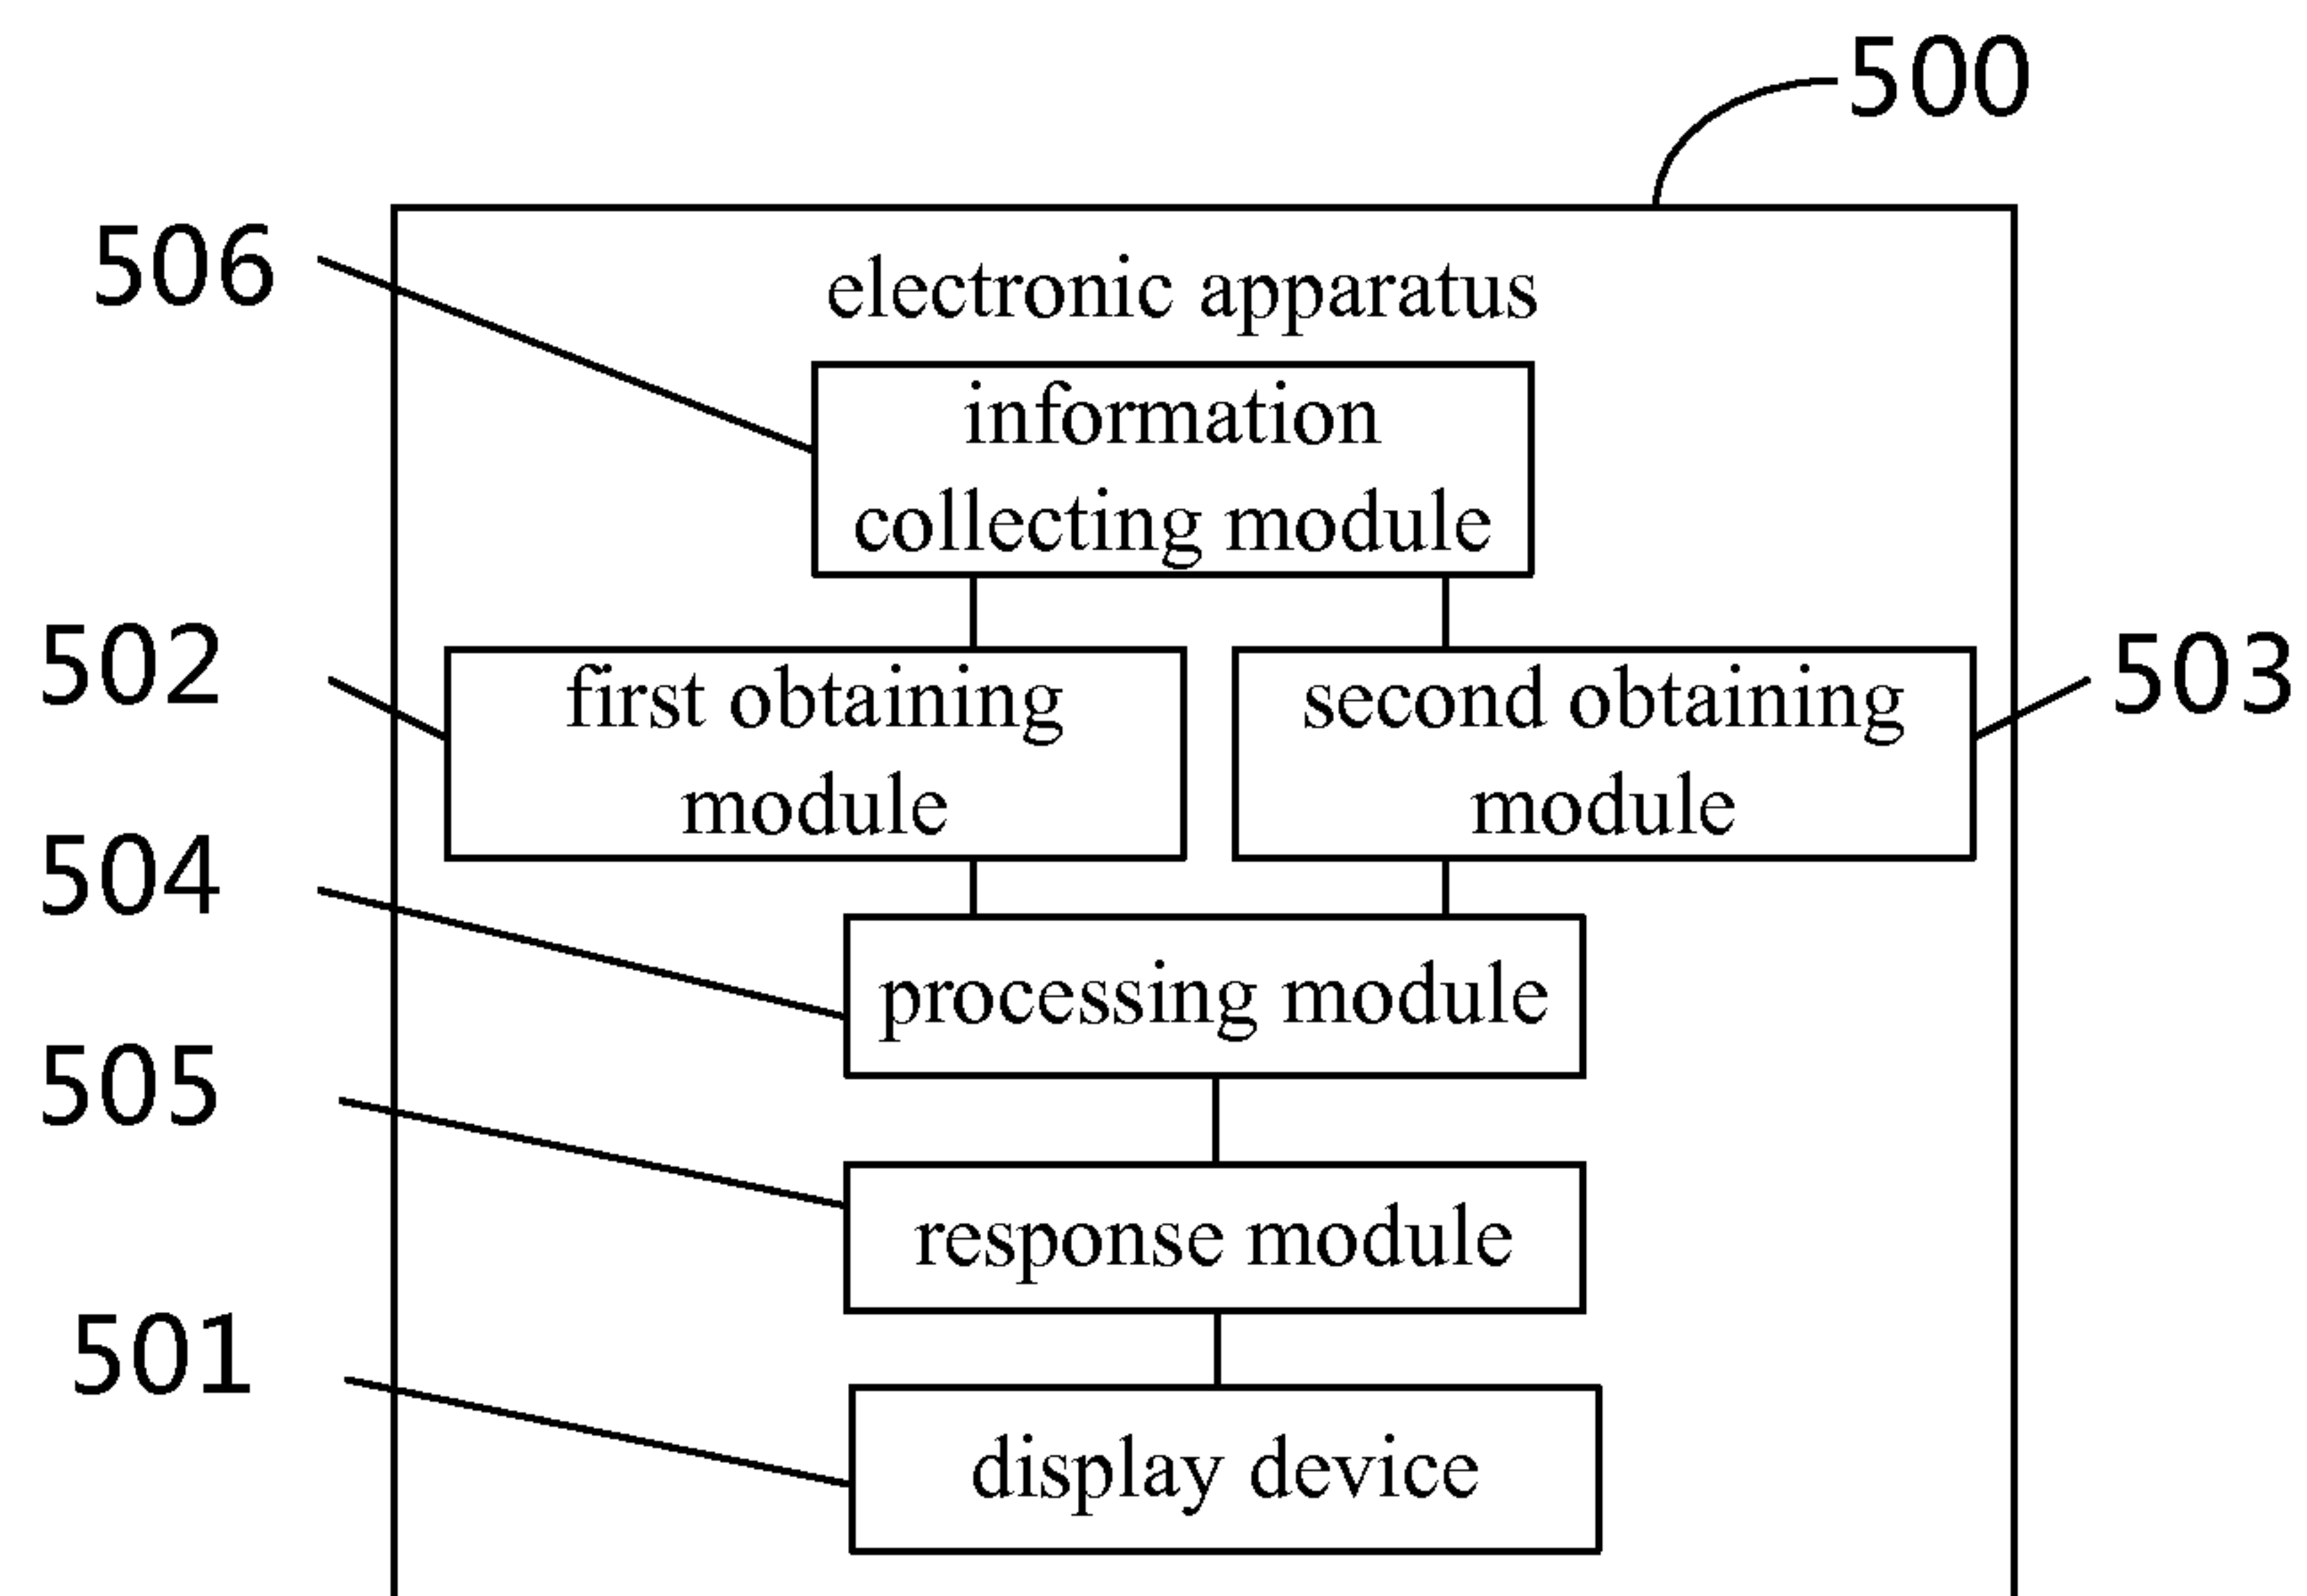 500
506
electronic apparatus
information
collecting module
502
first obtaining
module
second obtaining
module
503
504
processing module
505
response module
501
display device